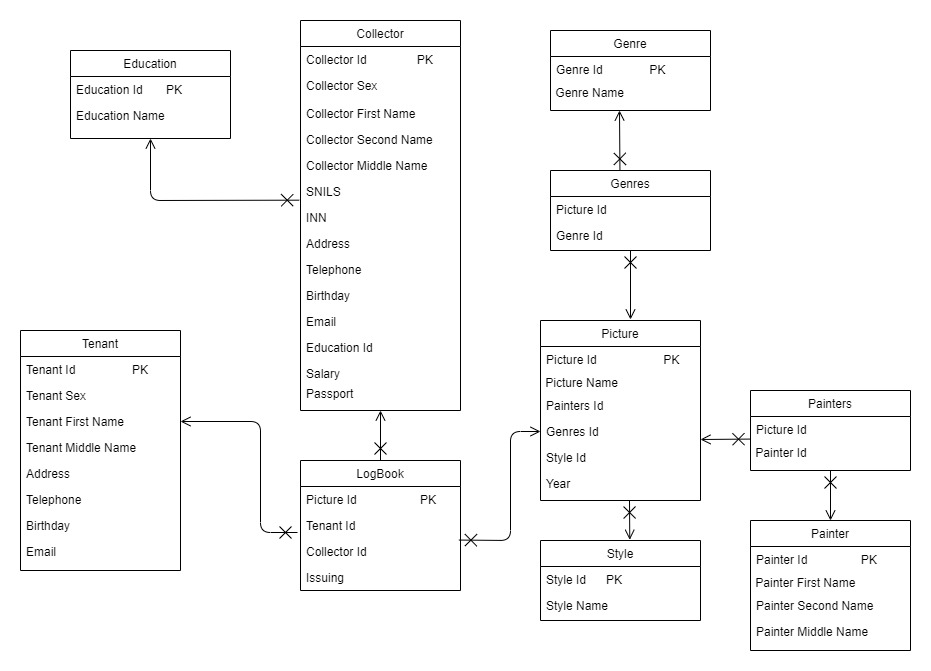 Education
Education Id PK
Education Name
Collector
Collector Id PK
Collector Sex
Collector First Name
Collector Second Name
Collector Middle Name
SNILS
INN
Address
Telephone
Birthday
Email
Education Id
Salary
Passport
Genre
Genre Id PK
Genre Name
Genres
Picture Id
Genre Id
Tenant
Tenant Id PK
Tenant Sex
Tenant First Name
Tenant Middle Name
Address
Telephone
Birthday
Email
LogBook
Picture Id PK
Tenant Id
Collector Id
Issuing
Picture
Picture Id PK
Picture Name
Painters Id
Genres Id
Style Id
Year
Style
Style Id PK
Style Name
Painters
Picture Id
Painter Id
Painter
Painter Id PK
Painter First Name
Painter Second Name
Painter Middle Name